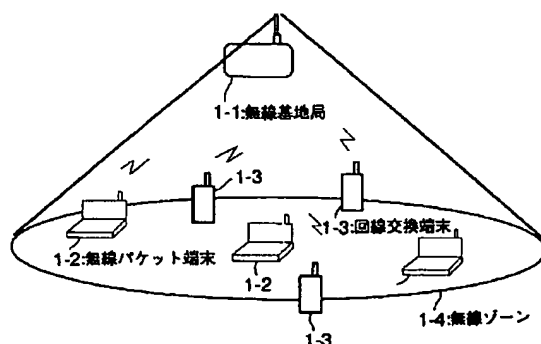 1-1:無線基地局
1-3
1-3:回線交換端末
1-2:無線パケット端末
1-2
1-4:無線ゾーン
1-3